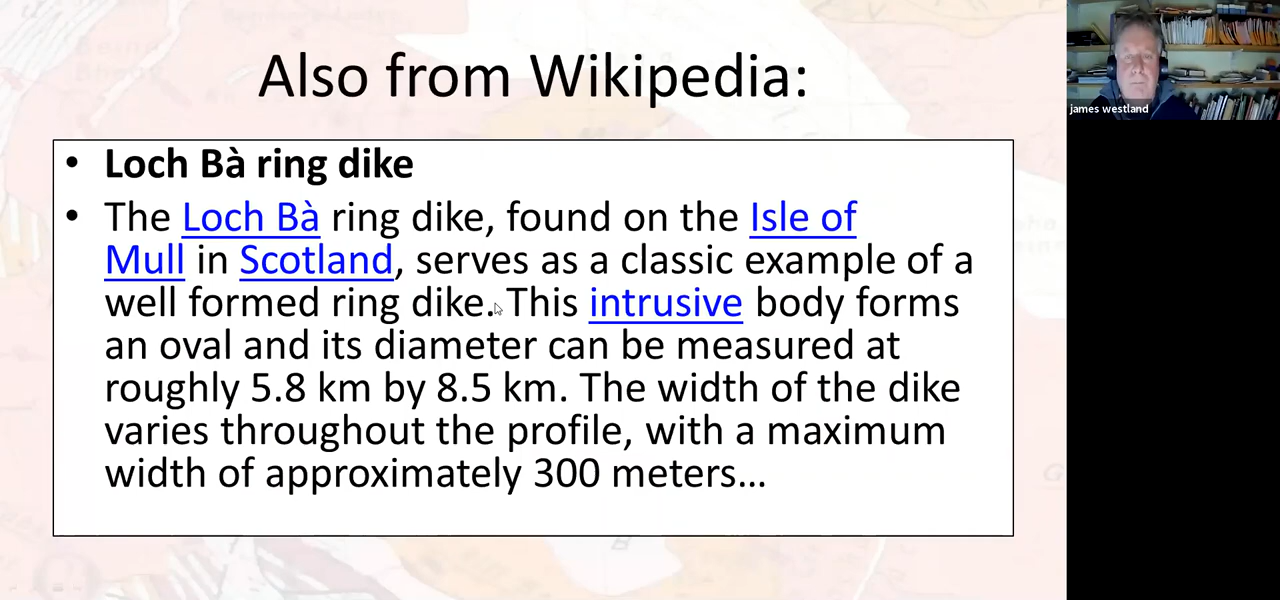 Also from Wikipedia:
james westland
• Loch Bà ring dike
• The Loch Bà ring dike, found on the Isle of
Mull in Scotland, serves as a classic example of a
well formed ring dike. This intrusive body forms
an oval and its diameter can be measured at
roughly 5.8 km by 8.5 km. The width of the dike
varies throughout the profile, with a maximum
width of approximately 300 meters...